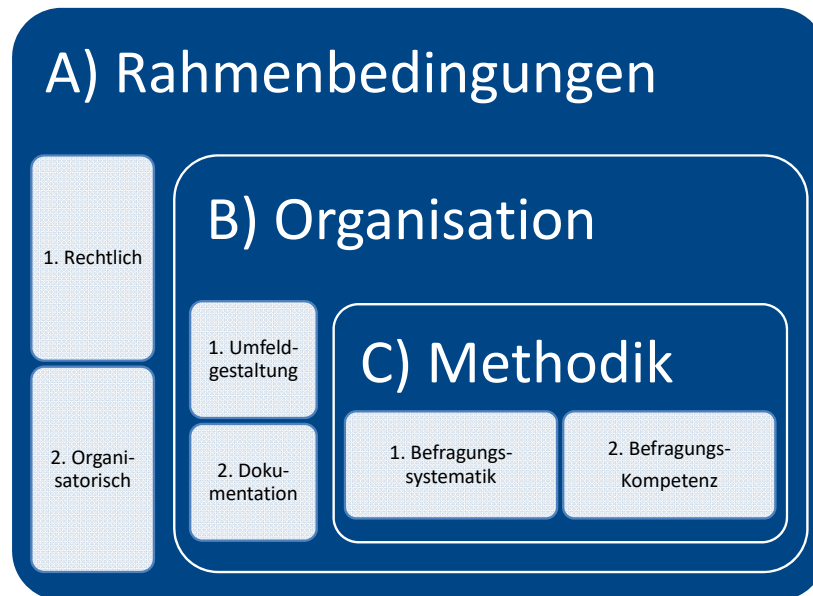 A) Rahmenbedingungen
1. Rechtlich
2. Organi-
satorisch
B) Organisation
1. Umfeld-
gestaltung
2. Doku-
mentation
C) Methodik
1. Befragungs-
systematik
2. Befragungs-
Kompetenz